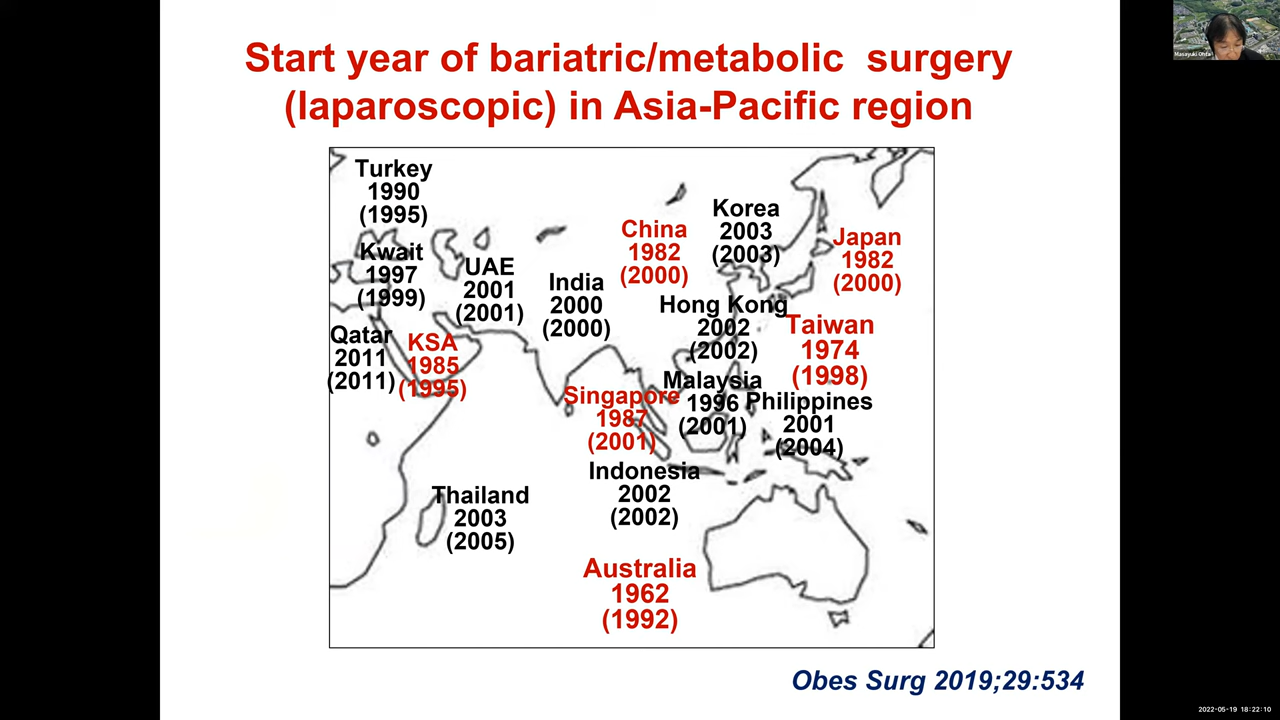 Start year of bariatric/metabolic surgery
(laparoscopic) in Asia-Pacific region
Turkey
1990
(1995)
Kwait
1997
(1999)
UAE
2001
(2001)
India
2000
(2000)
China
1982
(2000)
Korea
2003
(2003)
Japan
1982
(2000)
Hong Kong
2002
(2002)
Taiwan
1974
(1998)
Qatar
2011
(2011)
KSA
1985
(1995)
Singapore
1987
(2001)
Malaysia
1996
(2001)
Philippines
2001
(2004)
Indonesia
2002
(2002)
Thailand
2003
(2005)
Australia
1962
(1992)
Obes Surg 2019;29:534
Masayuki Ohta
2022-05-19 18:22:10